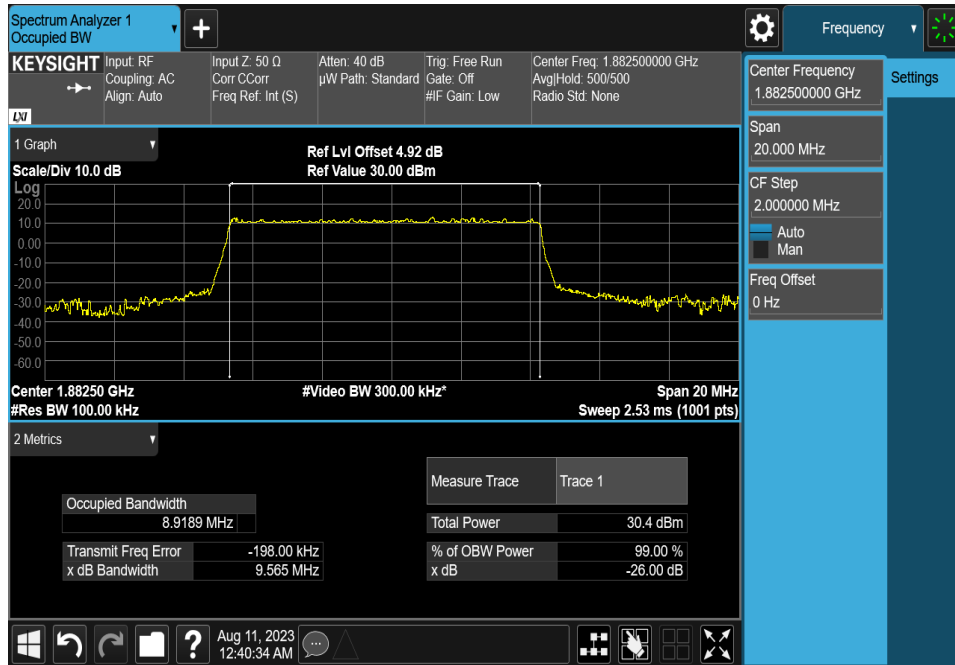 Spectrum Analyzer 1
Occupied BW
Frequency
KEYSIGHT
LXI
Input: RF
Coupling: AC
Align: Auto
Input Z: 50 Ω
Corr CCorr
Freq Ref: Int (S)
Atten: 40 dB
µW Path: Standard
Trig: Free Run
Gate: Off
#IF Gain: Low
Center Freq: 1.882500000 GHz
Avg|Hold: 500/500
Radio Std: None
Center Frequency
1.882500000 GHz
Settings
Span
20.000 MHz
CF Step
2.000000 MHz
Auto
Man
Freq Offset
0 Hz
1 Graph
Scale/Div 10.0 dB
Ref Lvl Offset 4.92 dB
Ref Value 30.00 dBm
Log
20.0
10.0
0.00
-10.0
-20.0
-30.0
-40.0
-50.0
-60.0
Center 1.88250 GHz
#Video BW 300.00 kHz*
Span 20 MHz
#Res BW 100.00 kHz
Sweep 2.53 ms (1001 pts)
2 Metrics
Measure Trace
Trace 1
Occupied Bandwidth
8.9189 MHz
Total Power
30.4 dBm
Transmit Freq Error
-198.00 kHz
% of OBW Power
99.00 %
x dB Bandwidth
9.565 MHz
x dB
-26.00 dB
?
Aug 11, 2023
12:40:34 AM